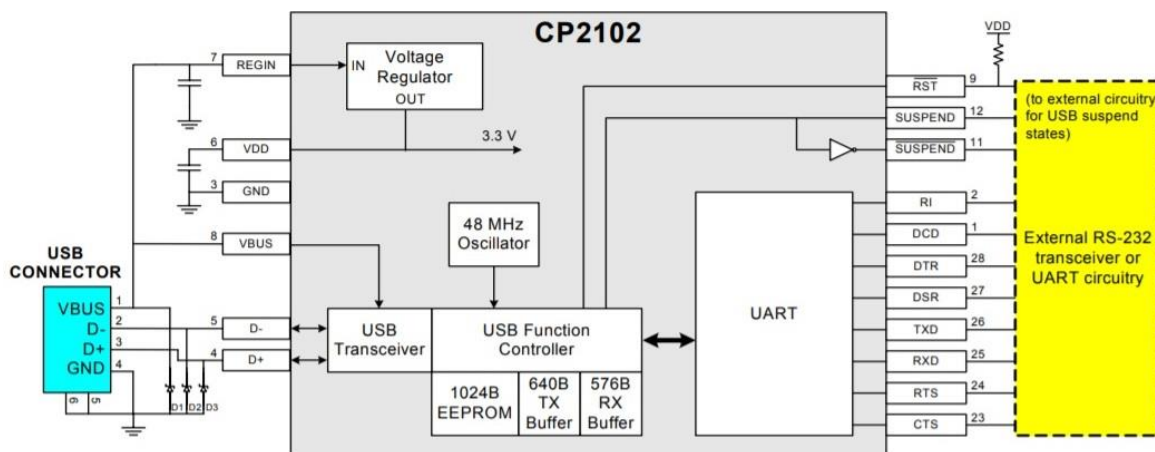 CP2102
7
REGIN
IN
Voltage
Regulator
OUT
6
VDD
3.3 V
3
GND
8
VBUS
48 MHz
Oscillator
USB
CONNECTOR
VBUS
1
D-
2
D+
3
GND
4
6
5
D1
D2
D3
5
D-
4
D+
USB
Transceiver
USB Function
Controller
1024B
EEPROM
640B
TX
Buffer
576B
RX
Buffer
UART
VDD
RST
9
SUSPEND
12
SUSPEND
11
RI
2
DCD
1
DTR
28
DSR
27
TXD
26
RXD
25
RTS
24
CTS
23
(to external circuitry
for USB suspend
states)
External RS-232
transceiver or
UART circuitry